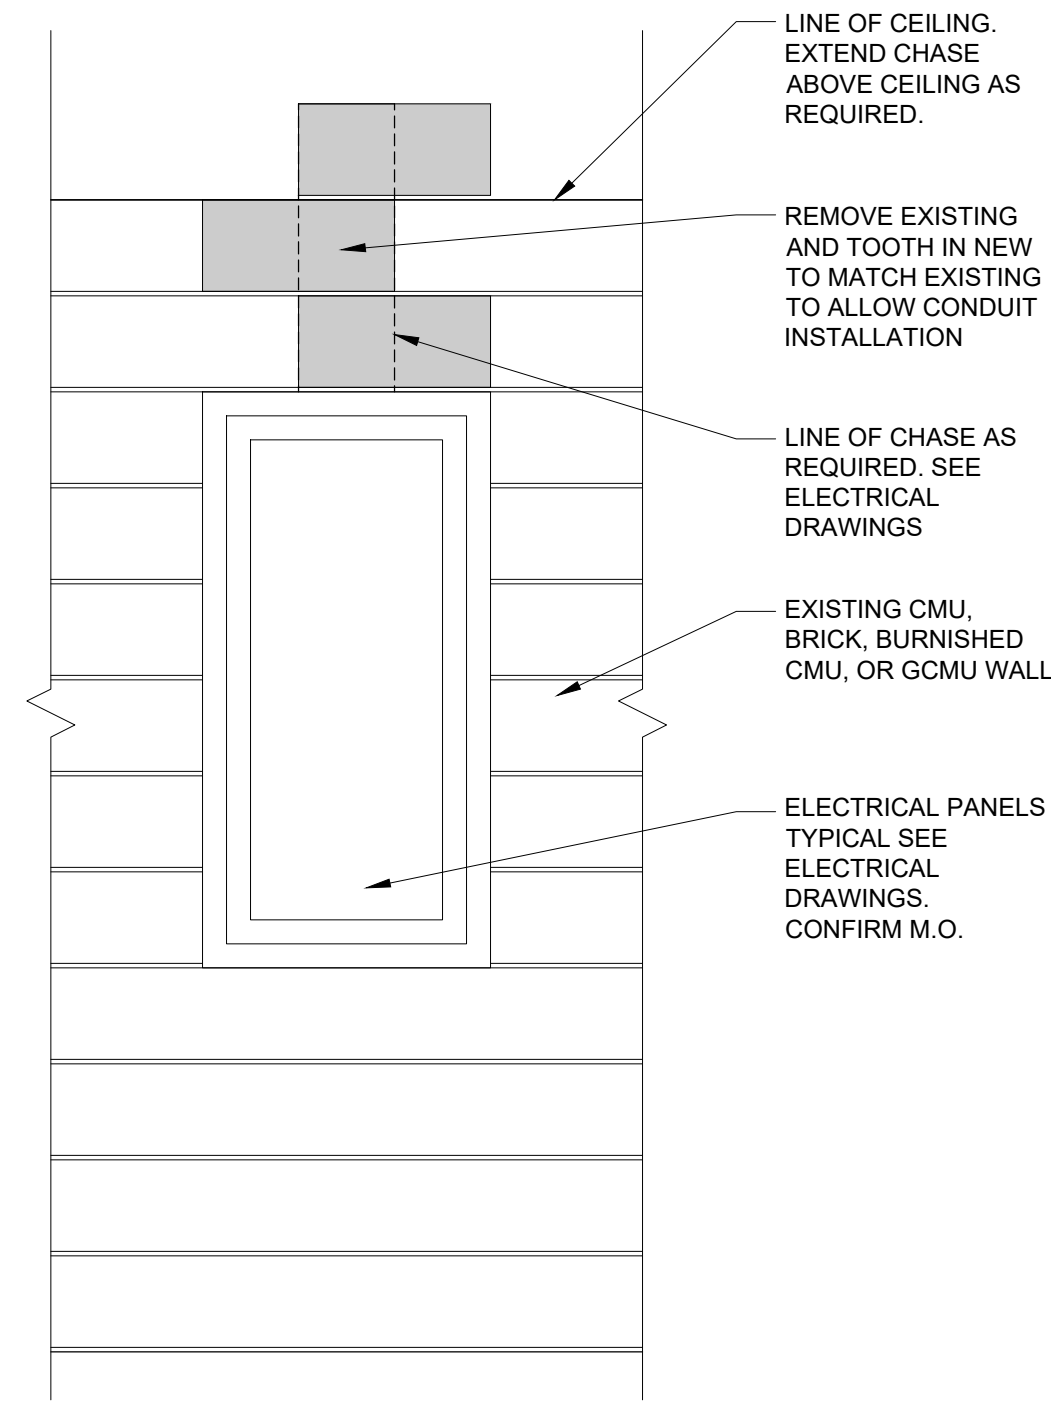 LINE OF CEILING.
EXTEND CHASE
ABOVE CEILING AS
REQUIRED.
REMOVE EXISTING
AND TOOTH IN NEW
TO MATCH EXISTING
TO ALLOW CONDUIT
INSTALLATION
LINE OF CHASE AS
REQUIRED. SEE
ELECTRICAL
DRAWINGS
EXISTING CMU,
BRICK, BURNISHED
CMU, OR GCMU WALL
ELECTRICAL PANELS
TYPICAL SEE
ELECTRICAL
DRAWINGS.
CONFIRM M.O.